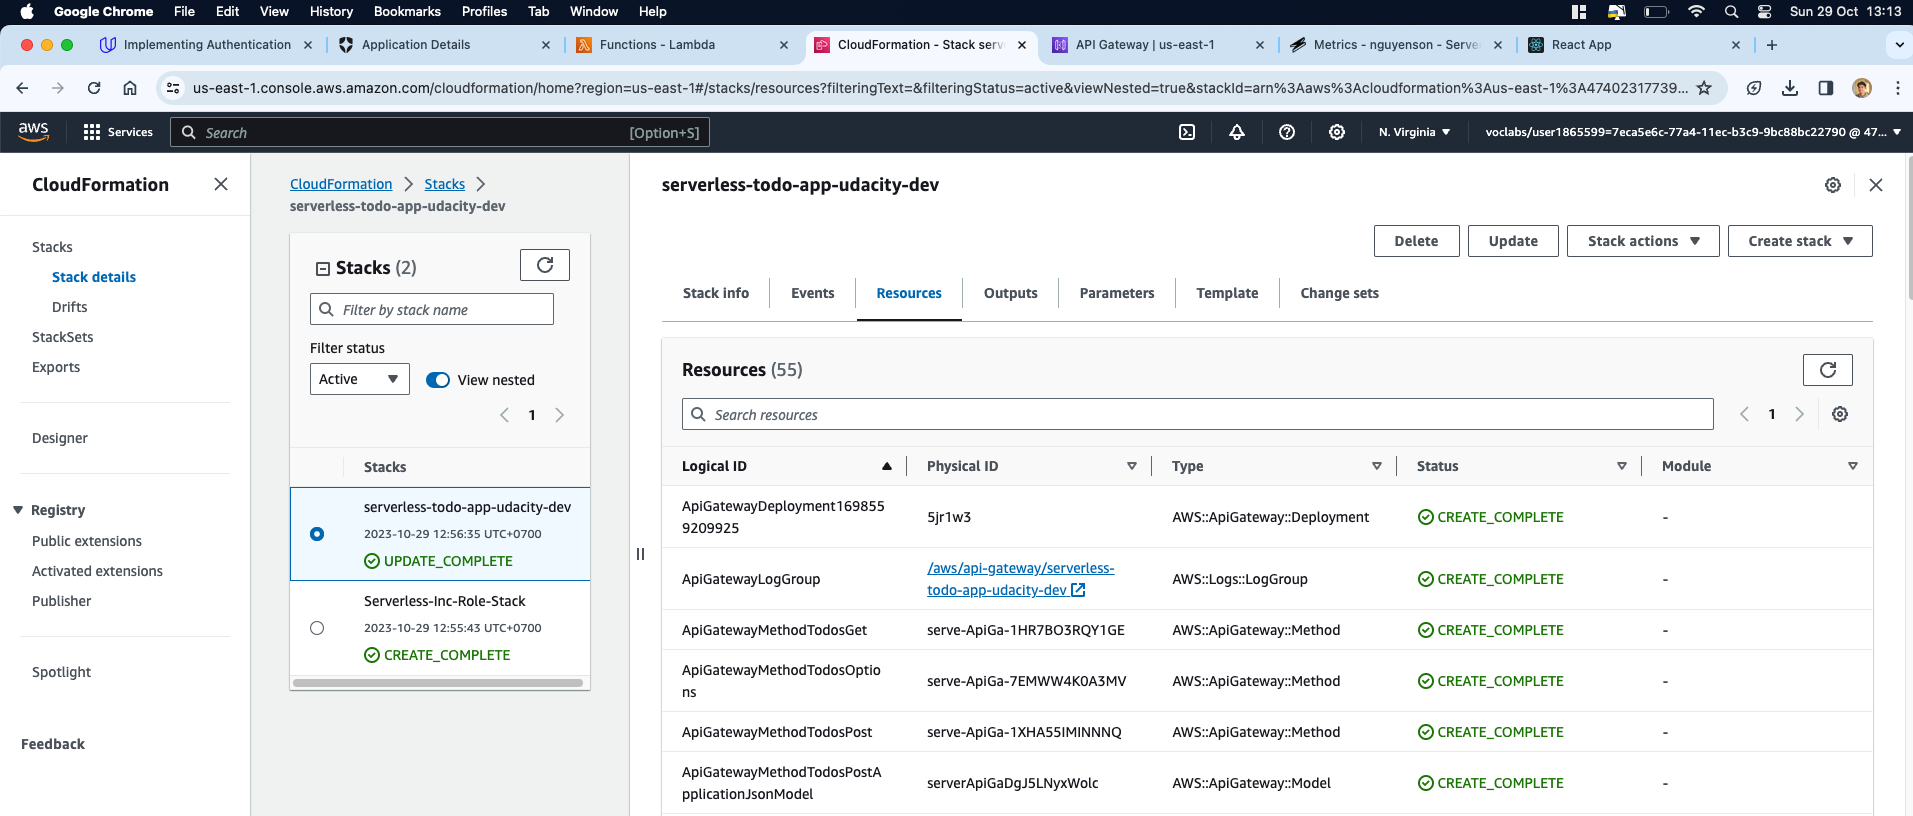 Google Chrome File Edit View History Bookmarks Profiles Tab Window Help Sun 29 Oct 13:13
Implementing Authentication Application Details Functions - Lambda CloudFormation - Stack serv API Gateway | us-east-1 Metrics - nguyenson - Serve React App
us-east-1.console.aws.amazon.com/cloudformation/home?region=us-east-1#/stacks/resources?filteringText=&filteringStatus=active&viewNested=true&stackId=arn%3Aaws%3Acloudformation%3Aus-east-1%3A47402317739...
aws Services Search [Option+S] N. Virginia voclabs/user1865599=7eca5e6c-77a4-11ec-b3c9-9bc88bc22790 @ 47...
CloudFormation
Stacks
Stack details
Drifts
StackSets
Exports
Designer
Registry
Public extensions
Activated extensions
Publisher
Spotlight
Feedback
CloudFormation Stacks
serverless-todo-app-udacity-dev
Stacks (2)
Filter by stack name
Filter status
Active View nested
1
Stacks
serverless-todo-app-udacity-dev
2023-10-29 12:56:35 UTC+0700
UPDATE_COMPLETE
Serverless-Inc-Role-Stack
2023-10-29 12:55:43 UTC+0700
CREATE_COMPLETE
serverless-todo-app-udacity-dev
Delete Update Stack actions Create stack
Stack info Events Resources Outputs Parameters Template Change sets
Resources (55)
Search resources 1
Logical ID Physical ID Type Status Module
ApiGatewayDeployment169855
9209925 5jr1w3 AWS::ApiGateway::Deployment CREATE_COMPLETE -
ApiGatewayLogGroup /aws/api-gateway/serverless-
todo-app-udacity-dev AWS::Logs::LogGroup CREATE_COMPLETE -
ApiGatewayMethodTodosGet serve-ApiGa-1HR7BO3RQY1GE AWS::ApiGateway::Method CREATE_COMPLETE -
ApiGatewayMethodTodosOptio
ns serve-ApiGa-7EMWW4K0A3MV AWS::ApiGateway::Method CREATE_COMPLETE -
ApiGatewayMethodTodosPost serve-ApiGa-1XHA55IMINNNQ AWS::ApiGateway::Method CREATE_COMPLETE -
ApiGatewayMethodTodosPostA
pplicationJsonModel serverApiGaDgJ5LNyxWolc AWS::ApiGateway::Model CREATE_COMPLETE -